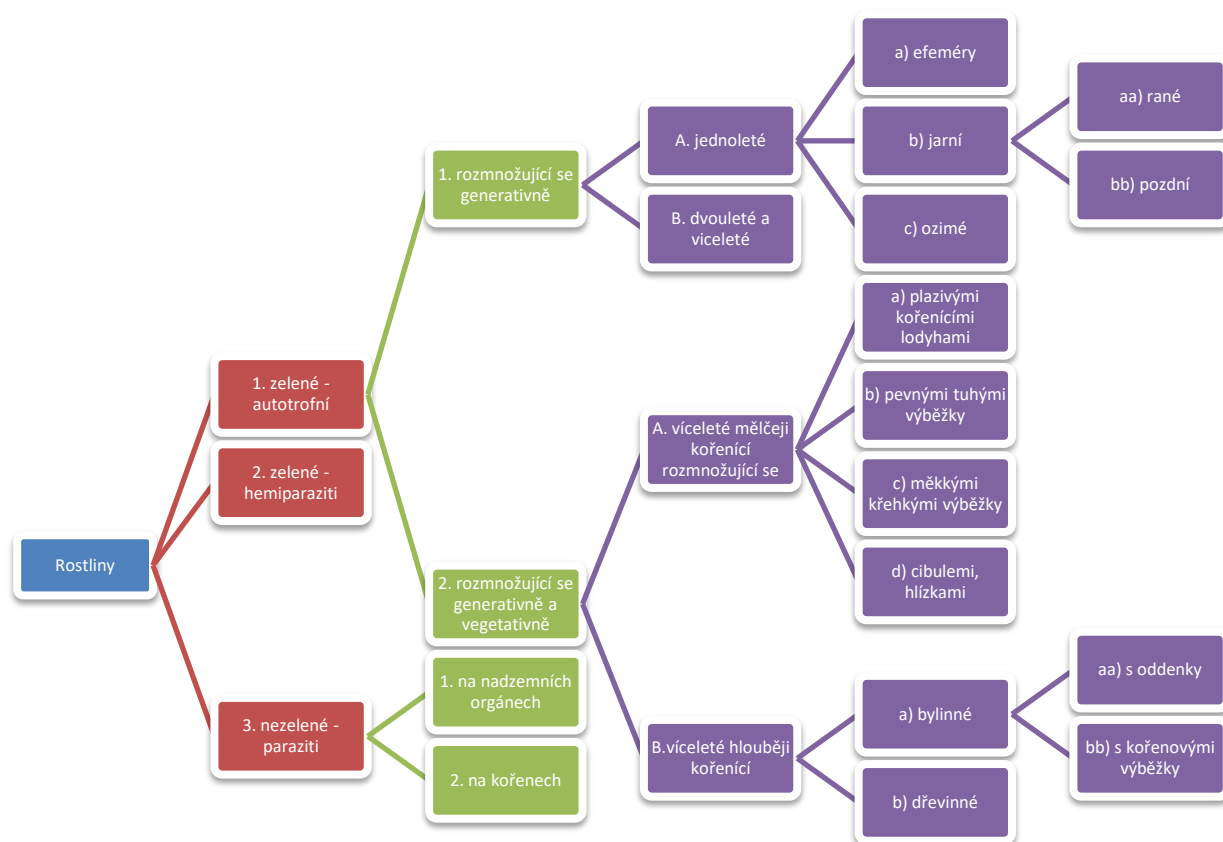 Rostliny
1. zelené -
autotrofní
2. zelené -
hemiparaziti
3. nezelené -
paraziti
1. rozmnožující se
generativně
2. rozmnožující se
generativně a
vegetativně
1. na nadzemních
orgánech
2. na kořenech
A. jednoleté
B. dvouleté a
viceleté
A. víceleté mělčeji
kořenící
rozmnožující se
B.víceleté hlouběji
kořenící
a) efeméry
b) jarní
c) ozimé
a) plazivými
kořenícími
lodyhami
b) pevnými tuhými
výběžky
c) měkkými
křehkými výběžky
d) cibulemi,
hlízkami
a) bylinné
b) dřevinné
aa) rané
bb) pozdní
aa) s oddenky
bb) s kořenovými
výběžky